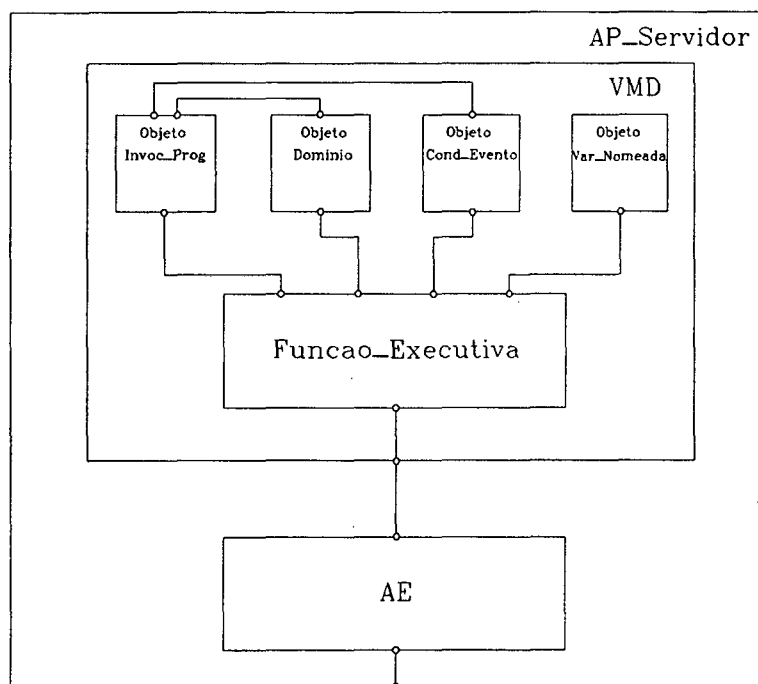 AP_Servidor
VMD
Objeto
Invoc_Prog
Objeto
Dominio
Objeto
Cond_Evento
Objeto
Var_Nomeada
Funcao_Executiva
AE